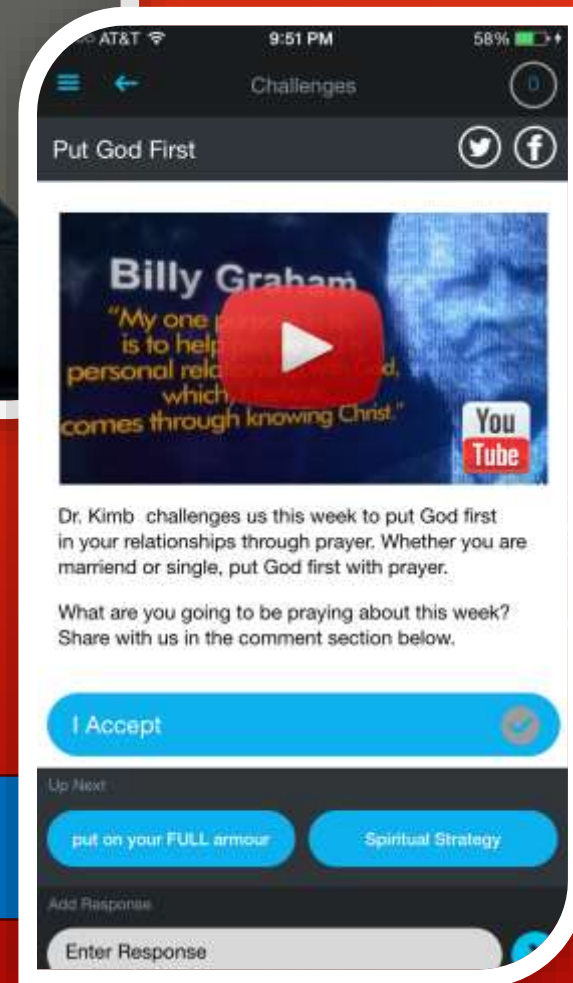 AT&T 9:51 PM 58%
Challenges 0
Put God First
Billy Graham
"My one
is to help
personal
which
comes through knowing Christ."
You
Tube
Dr. Kimb challenges us this week to put God first
in your relationships through prayer. Whether you are
marriend or single, put God first with prayer.
What are you going to be praying about this week?
Share with us in the comment section below.
I Accept
Up Next
put on your FULL armour Spiritual Strategy
Add Response
Enter Response